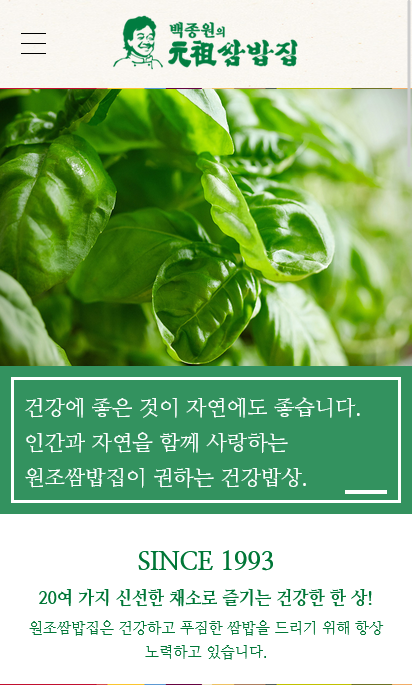 백종원의
元祖쌈밥집
건강에 좋은 것이 자연에도 좋습니다.
인간과 자연을 함께 사랑하는
원조쌈밥집이 권하는 건강밥상.
SINCE 1993
20여 가지 신선한 채소로 즐기는 건강한 한 상!
원조쌈밥집은 건강하고 푸짐한 쌈밥을 드리기 위해 항상
노력하고 있습니다.